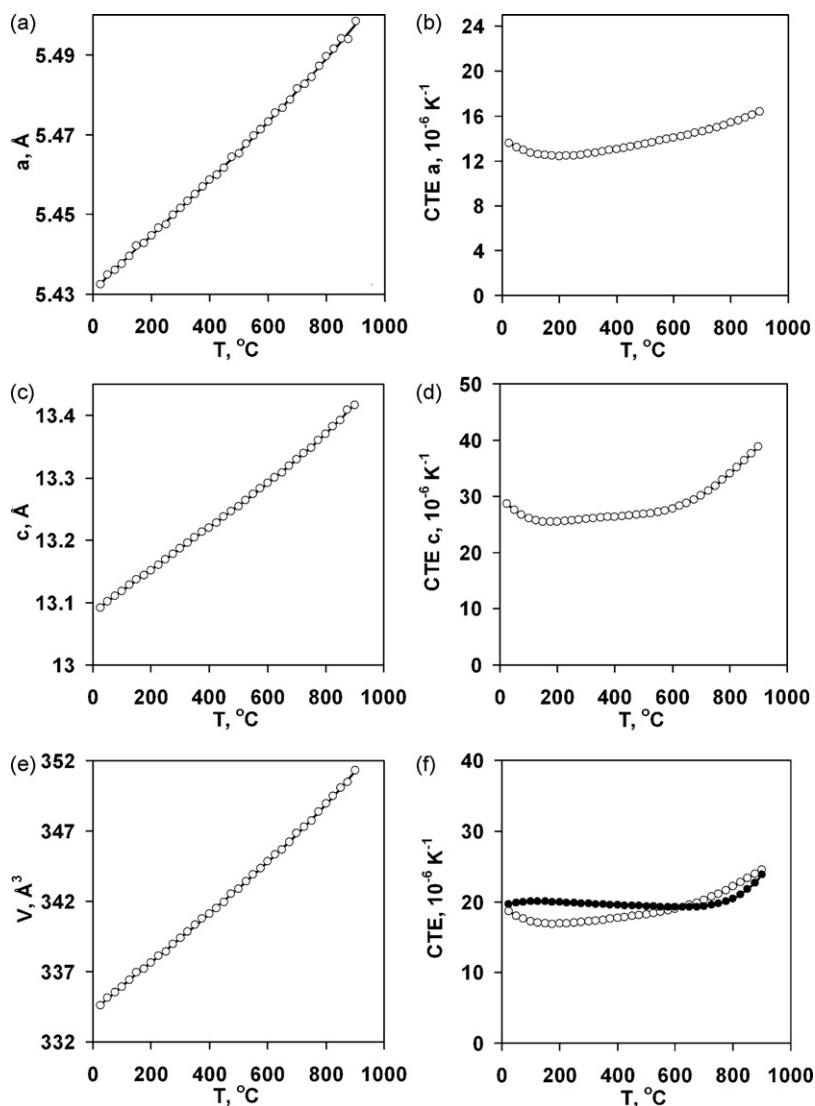 (a)
5.49
5.47
5.45
5.43
a, Å
0 200 400 600 800 1000
T, °C
(b)
24
20
16
12
8
4
0
CTE a, 10⁻⁶ K⁻¹
0 200 400 600 800 1000
T, °C
(c)
13.4
13.3
13.2
13.1
13
c, Å
0 200 400 600 800 1000
T, °C
(d)
50
40
30
20
10
0
CTE c, 10⁻⁶ K⁻¹
0 200 400 600 800 1000
T, °C
(e)
352
347
342
337
332
V, Å³
0 200 400 600 800 1000
T, °C
(f)
40
30
20
10
0
CTE, 10⁻⁶ K⁻¹
0 200 400 600 800 1000
T, °C